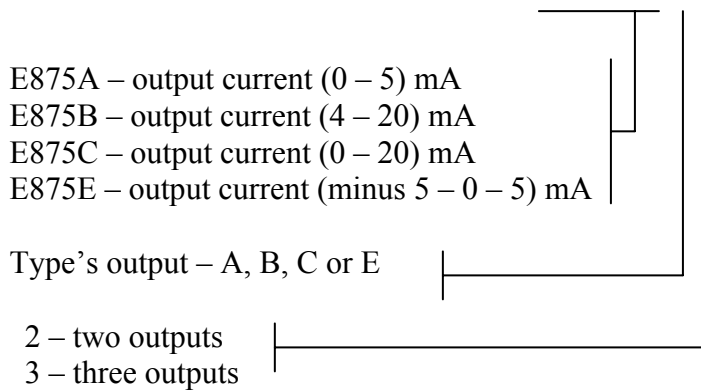 E875A – output current (0 – 5) mA
E875B – output current (4 – 20) mA
E875C – output current (0 – 20) mA
E875E – output current (minus 5 – 0 – 5) mA
Type’s output – A, B, C or E
2 – two outputs
3 – three outputs